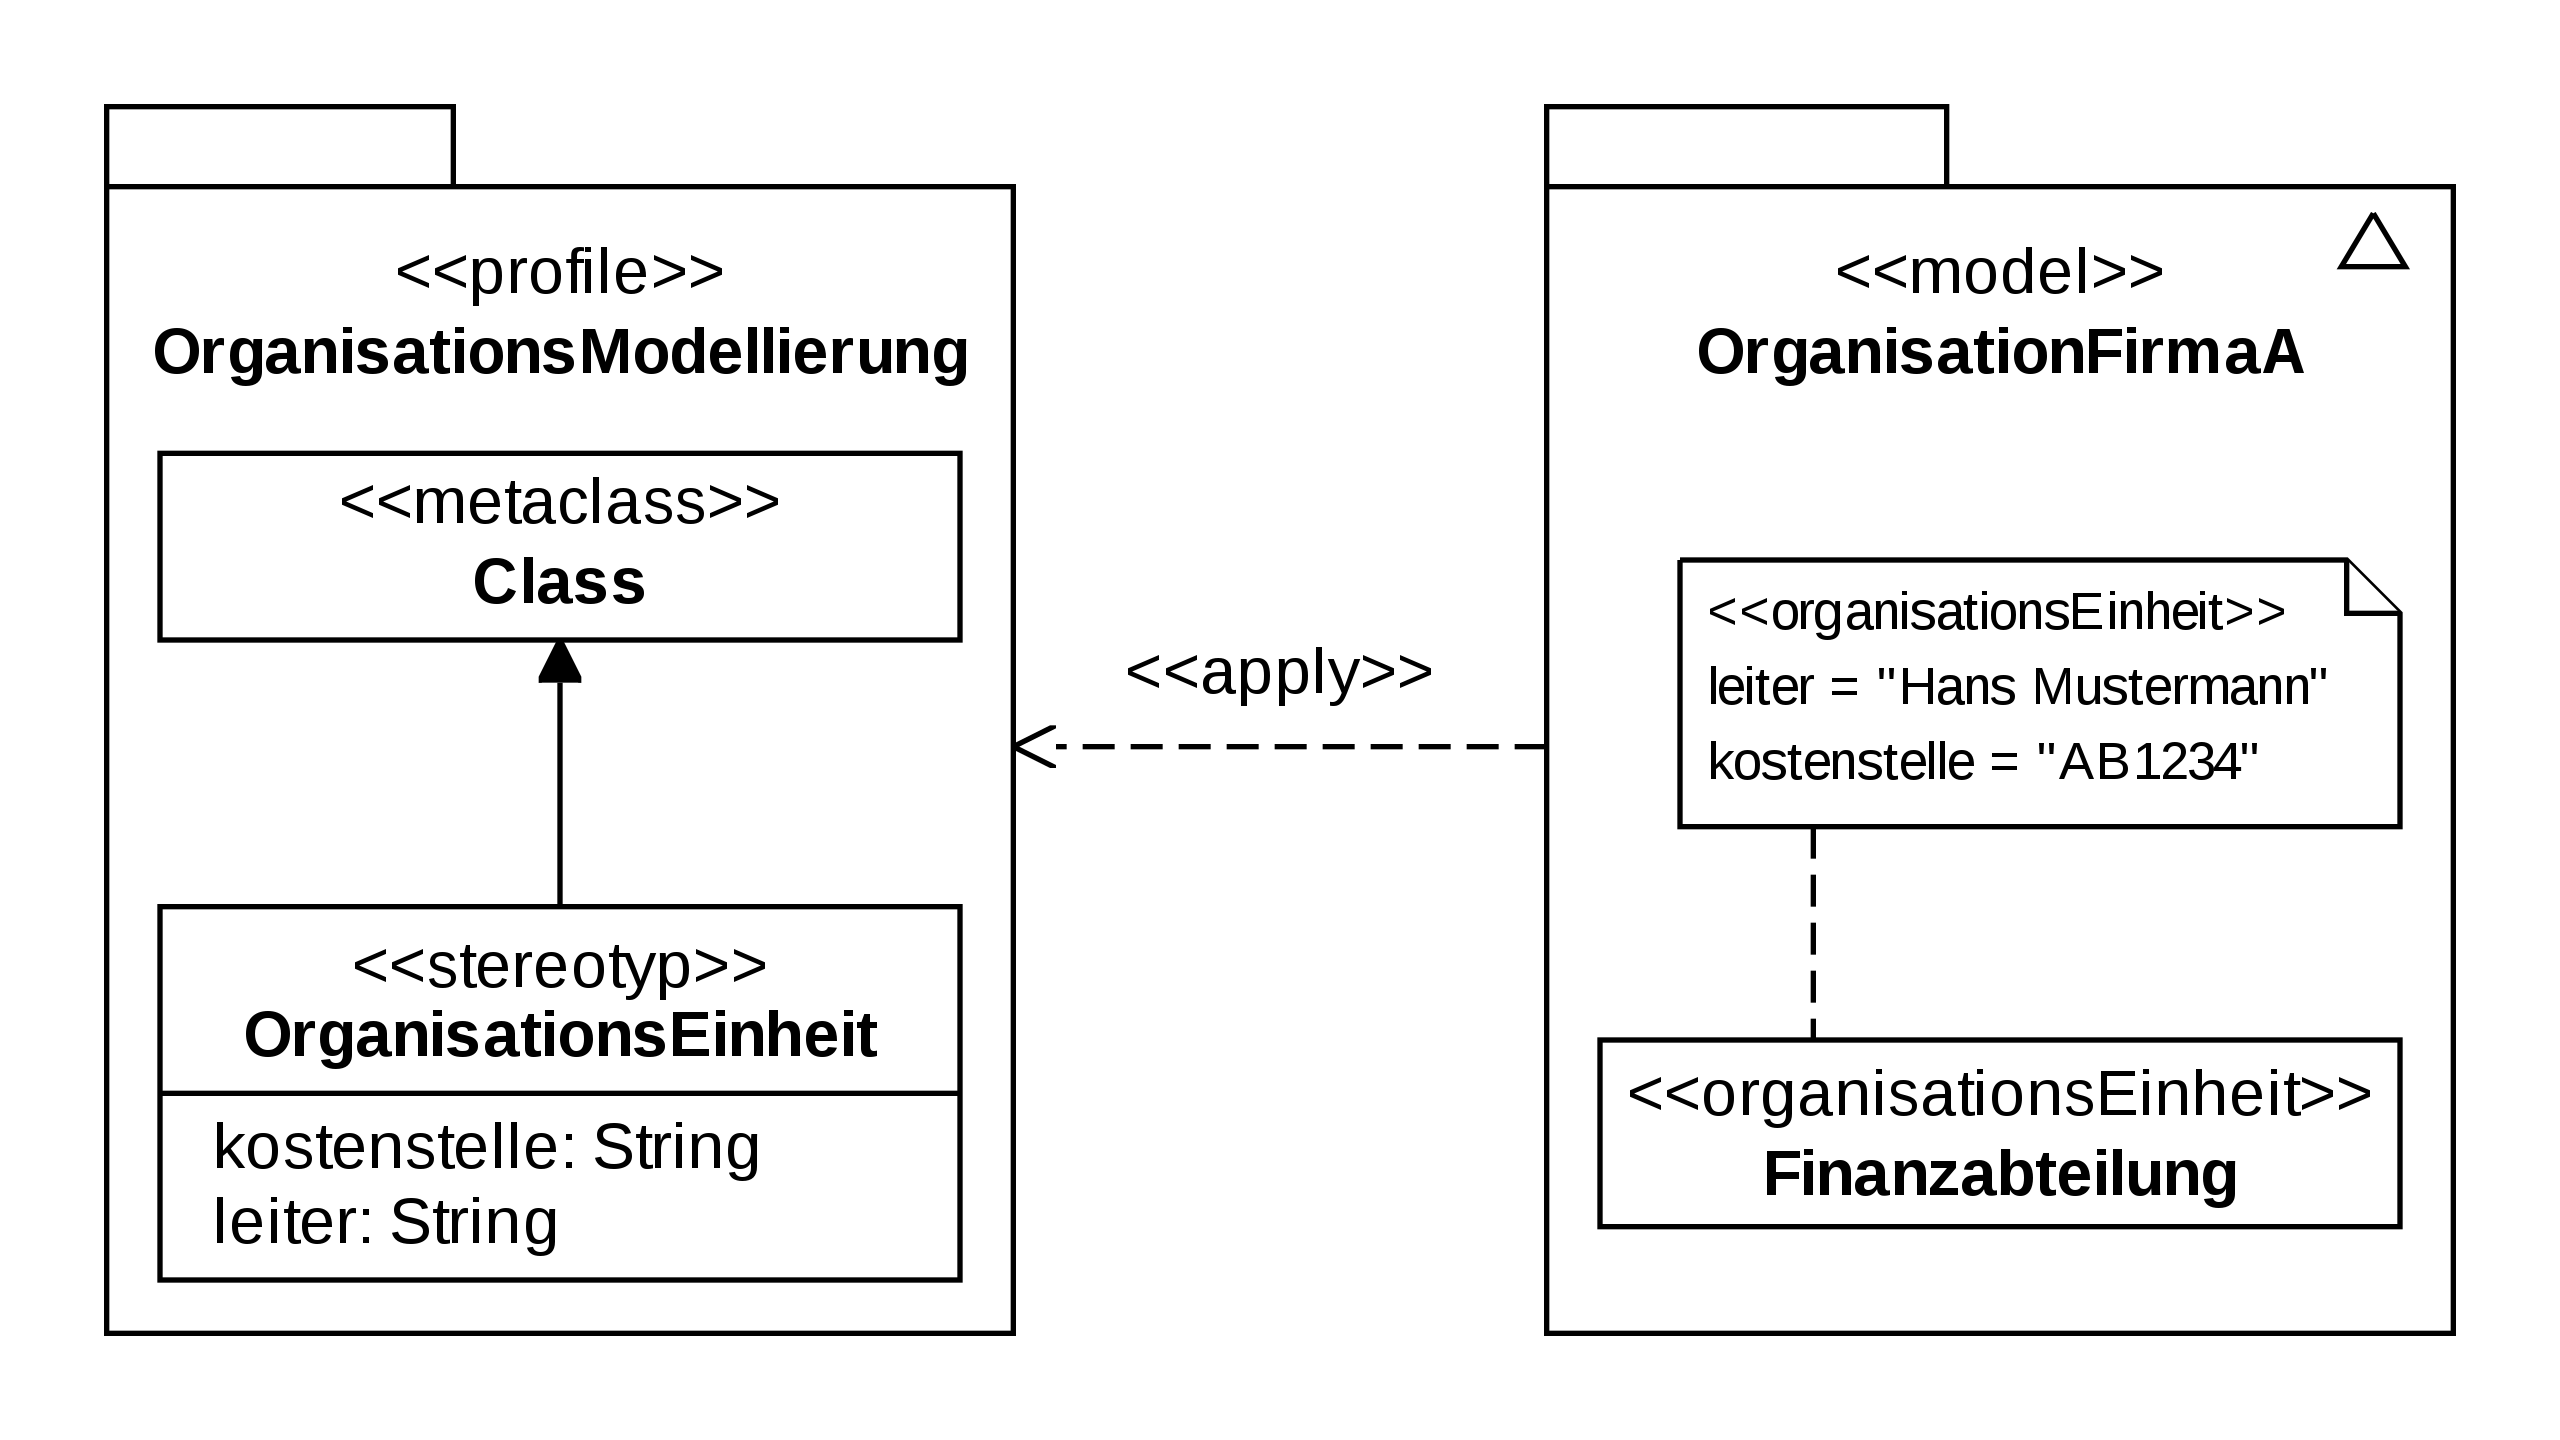 <<profile>>
OrganisationsModellierung
<<metaclass>>
Class
<<stereotyp>>
OrganisationsEinheit
kostenstelle: String
leiter: String
<<apply>>
<<model>>
OrganisationFirmaA
<<organisationsEinheit>>
leiter = "Hans Mustermann"
kostenstelle = "AB1234"
<<organisationsEinheit>>
Finanzabteilung